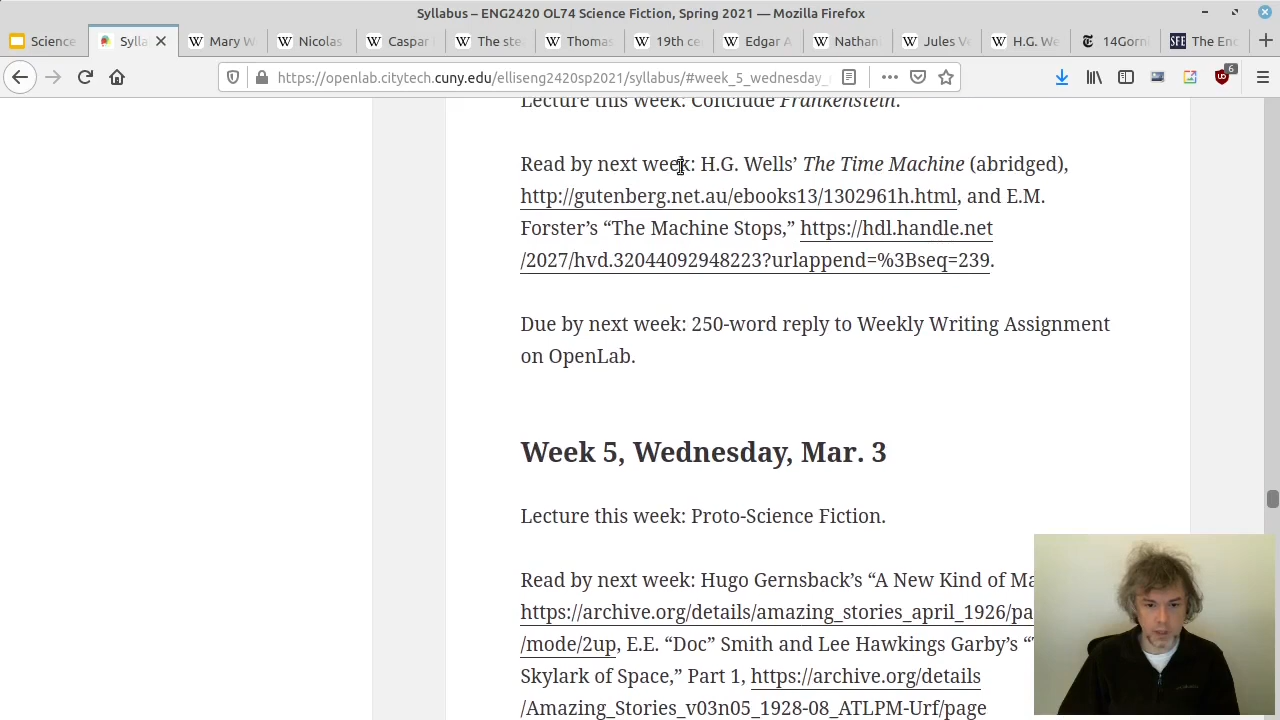 Syllabus – ENG2420 OL74 Science Fiction, Spring 2021 — Mozilla Firefox
Science Sylla Mary W Nicolas Caspar The ste Thomas 19th ce Edgar A Nathani Jules Ve H.G. We 14Gorni The Enc
https://openlab.citytech.cuny.edu/elliseng2420sp2021/syllabus/#week_5_wednesday_
6
Lecture this week: Conclude Frankenstein.
Read by next week: H.G. Wells’ The Time Machine (abridged),
http://gutenberg.net.au/ebooks13/1302961h.html, and E.M.
Forster’s “The Machine Stops,” https://hdl.handle.net
/2027/hvd.32044092948223?urlappend=%3Bseq=239.
Due by next week: 250-word reply to Weekly Writing Assignment
on OpenLab.
Week 5, Wednesday, Mar. 3
Lecture this week: Proto-Science Fiction.
Read by next week: Hugo Gernsback’s “A New Kind of Ma
https://archive.org/details/amazing_stories_april_1926/pa
/mode/2up, E.E. “Doc” Smith and Lee Hawkings Garby’s “
Skylark of Space,” Part 1, https://archive.org/details
/Amazing_Stories_v03n05_1928-08_ATLPM-Urf/page